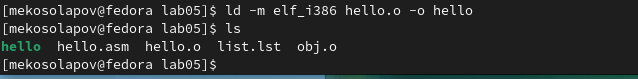 [mekosolapov@fedora lab05]$ ld -m elf_i386 hello.o -o hello
[mekosolapov@fedora lab05]$ ls
hello  hello.asm  hello.o  list.lst  obj.o
[mekosolapov@fedora lab05]$